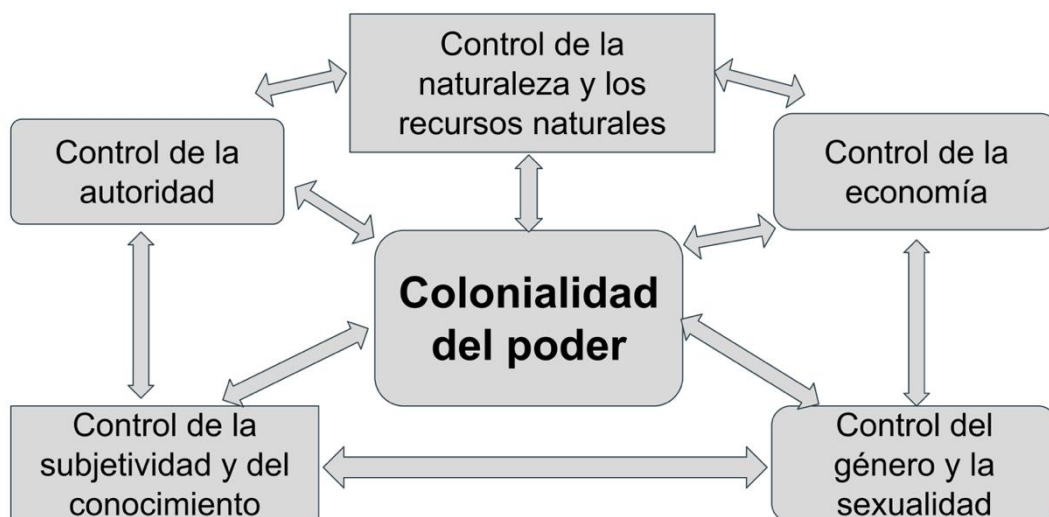 Control de la
naturaleza y los
recursos naturales
Control de la
autoridad
Control de la
economía
Colonialidad
del poder
Control de la
subjetividad y del
conocimiento
Control del
género y la
sexualidad